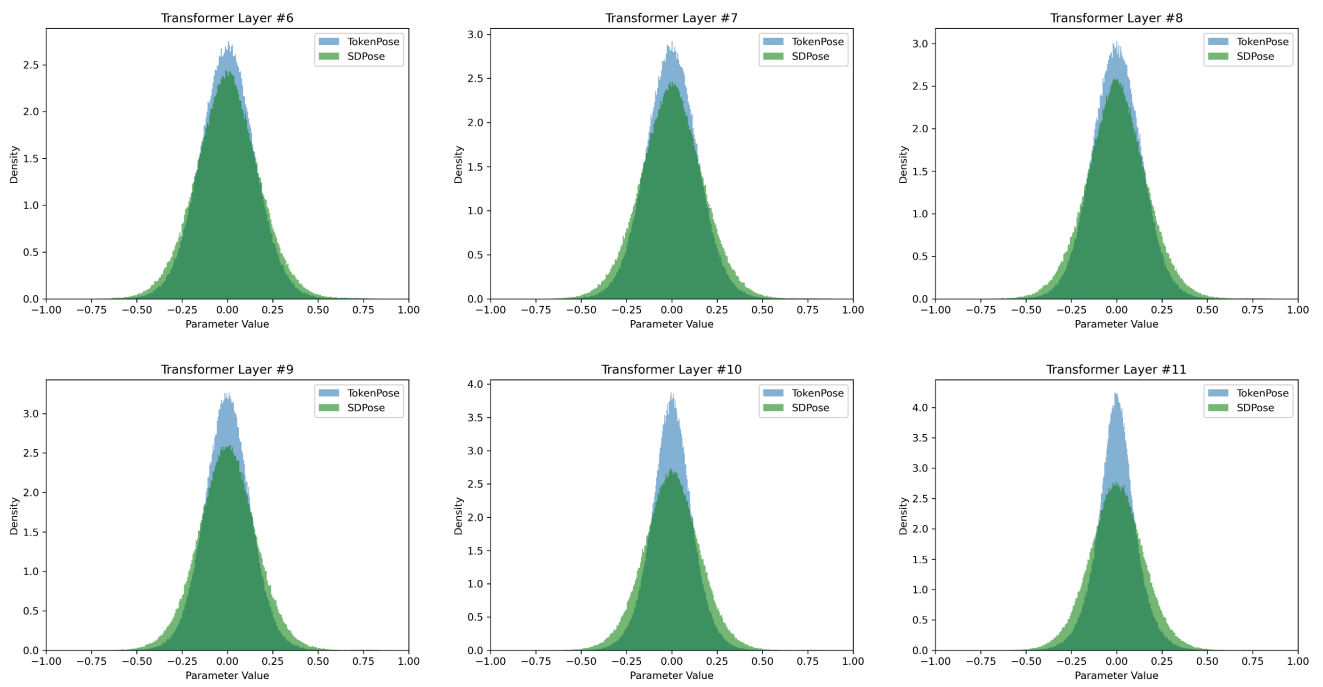 Transformer Layer #6
TokenPose
SDPose
Density
2.5
2.0
1.5
1.0
0.5
0.0
−1.00 −0.75 −0.50 −0.25 0.00 0.25 0.50 0.75 1.00
Parameter Value
Transformer Layer #7
TokenPose
SDPose
Density
3.0
2.5
2.0
1.5
1.0
0.5
0.0
−1.00 −0.75 −0.50 −0.25 0.00 0.25 0.50 0.75 1.00
Parameter Value
Transformer Layer #8
TokenPose
SDPose
Density
3.0
2.5
2.0
1.5
1.0
0.5
0.0
−1.00 −0.75 −0.50 −0.25 0.00 0.25 0.50 0.75 1.00
Parameter Value
Transformer Layer #9
TokenPose
SDPose
Density
3.0
2.5
2.0
1.5
1.0
0.5
0.0
−1.00 −0.75 −0.50 −0.25 0.00 0.25 0.50 0.75 1.00
Parameter Value
Transformer Layer #10
TokenPose
SDPose
Density
4.0
3.5
3.0
2.5
2.0
1.5
1.0
0.5
0.0
−1.00 −0.75 −0.50 −0.25 0.00 0.25 0.50 0.75 1.00
Parameter Value
Transformer Layer #11
TokenPose
SDPose
Density
4.0
3.5
3.0
2.5
2.0
1.5
1.0
0.5
0.0
−1.00 −0.75 −0.50 −0.25 0.00 0.25 0.50 0.75 1.00
Parameter Value